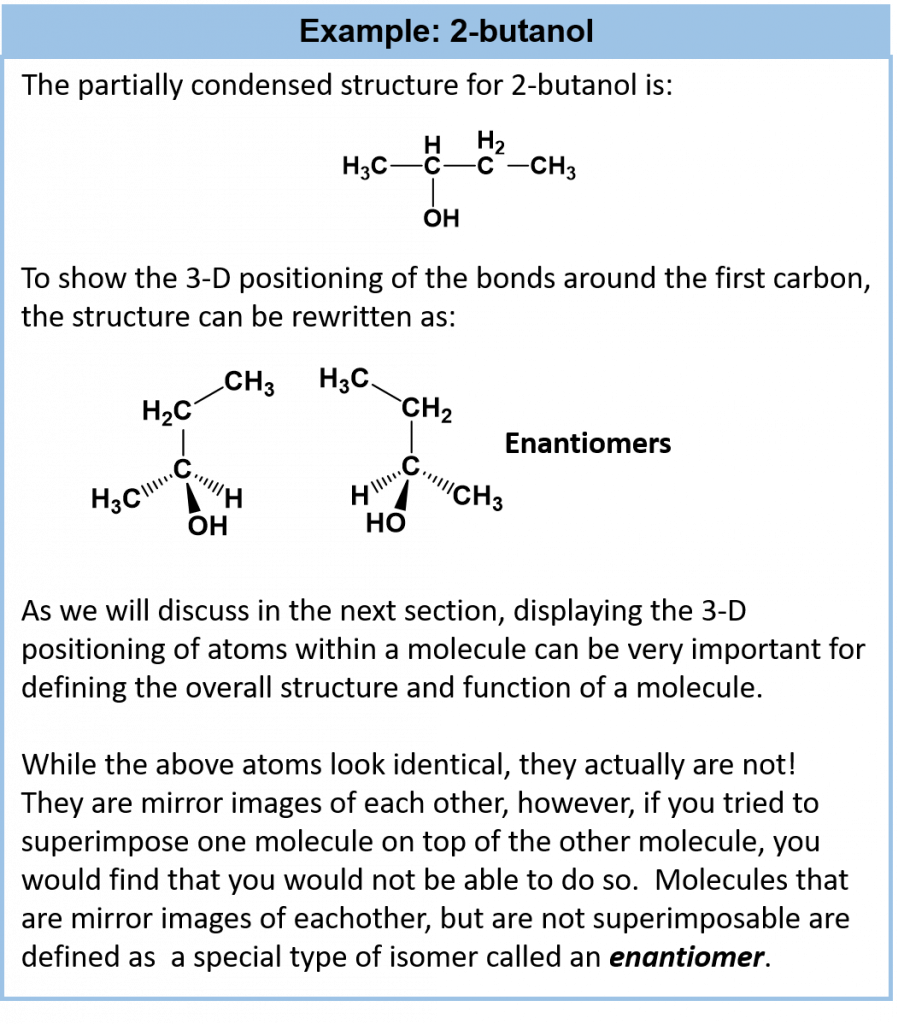 Example: 2-butanol
The partially condensed structure for 2-butanol is:
H H₂
H₃C—C—C—CH₃
OH
To show the 3-D positioning of the bonds around the first carbon,
the structure can be rewritten as:
CH₃ H₃C
H₂C CH₂
Enantiomers
C C
H₃C H H CH₃
OH HO
As we will discuss in the next section, displaying the 3-D
positioning of atoms within a molecule can be very important for
defining the overall structure and function of a molecule.
While the above atoms look identical, they actually are not!
They are mirror images of each other, however, if you tried to
superimpose one molecule on top of the other molecule, you
would find that you would not be able to do so.  Molecules that
are mirror images of eachother, but are not superimposable are
defined as  a special type of isomer called an enantiomer.